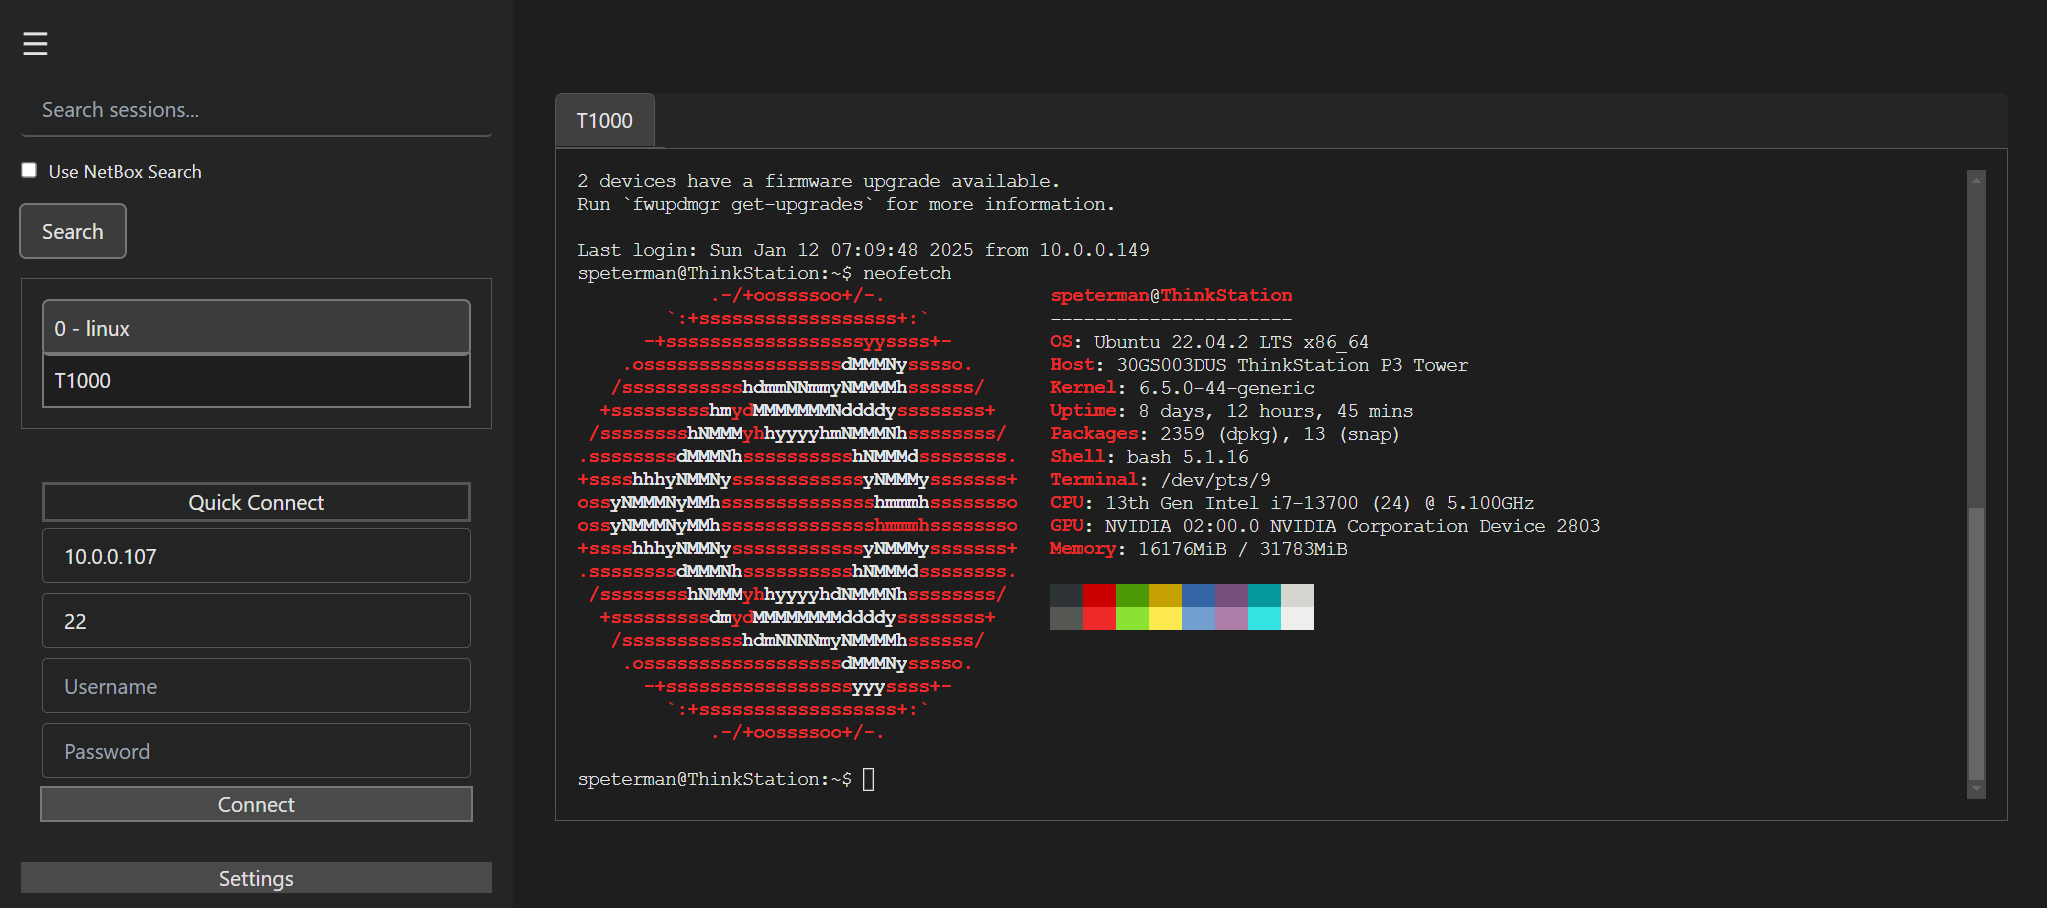 ☰
Search sessions...
Use NetBox Search
Search
0 - linux
T1000
Quick Connect
10.0.0.107
22
Username
Password
Connect
Settings
T1000
2 devices have a firmware upgrade available.
Run `fwupdmgr get-upgrades` for more information.
Last login: Sun Jan 12 07:09:48 2025 from 10.0.0.149
speterman@ThinkStation:~$ neofetch
            .-/+oossssoo+/-.               speterman@ThinkStation
        `:+ssssssssssssssssss+:`           ----------------------
      -+ssssssssssssssssssyyssss+-         OS: Ubuntu 22.04.2 LTS x86_64
    .ossssssssssssssssssdMMMNysssso.       Host: 30GS003DUS ThinkStation P3 Tower
   /ssssssssssshdmmNNmmyNMMMMhssssss/      Kernel: 6.5.0-44-generic
  +ssssssssshmydMMMMMMMNddddyssssssss+     Uptime: 8 days, 12 hours, 45 mins
 /sssssssshNMMMyhhyyyyhmNMMMNhssssssss/    Packages: 2359 (dpkg), 13 (snap)
.ssssssssdMMMNhsssssssssshNMMMdssssssss.   Shell: bash 5.1.16
+sssshhhyNMMNyssssssssssssyNMMMysssssss+   Terminal: /dev/pts/9
ossyNMMMNyMMhsssssssssssssshmmmhssssssso   CPU: 13th Gen Intel i7-13700 (24) @ 5.100GHz
ossyNMMMNyMMhsssssssssssssshmmmhssssssso   GPU: NVIDIA 02:00.0 NVIDIA Corporation Device 2803
+sssshhhyNMMNyssssssssssssyNMMMysssssss+   Memory: 16176MiB / 31783MiB
.ssssssssdMMMNhsssssssssshNMMMdssssssss.
 /sssssssshNMMMyhhyyyyhdNMMMNhssssssss/
  +sssssssssdmydMMMMMMMMddddyssssssss+
   /ssssssssssshdmNNNNmyNMMMMhssssss/
    .ossssssssssssssssssdMMMNysssso.
      -+sssssssssssssssssyyyssss+-
        `:+ssssssssssssssssss+:`
            .-/+oossssoo+/-.
speterman@ThinkStation:~$